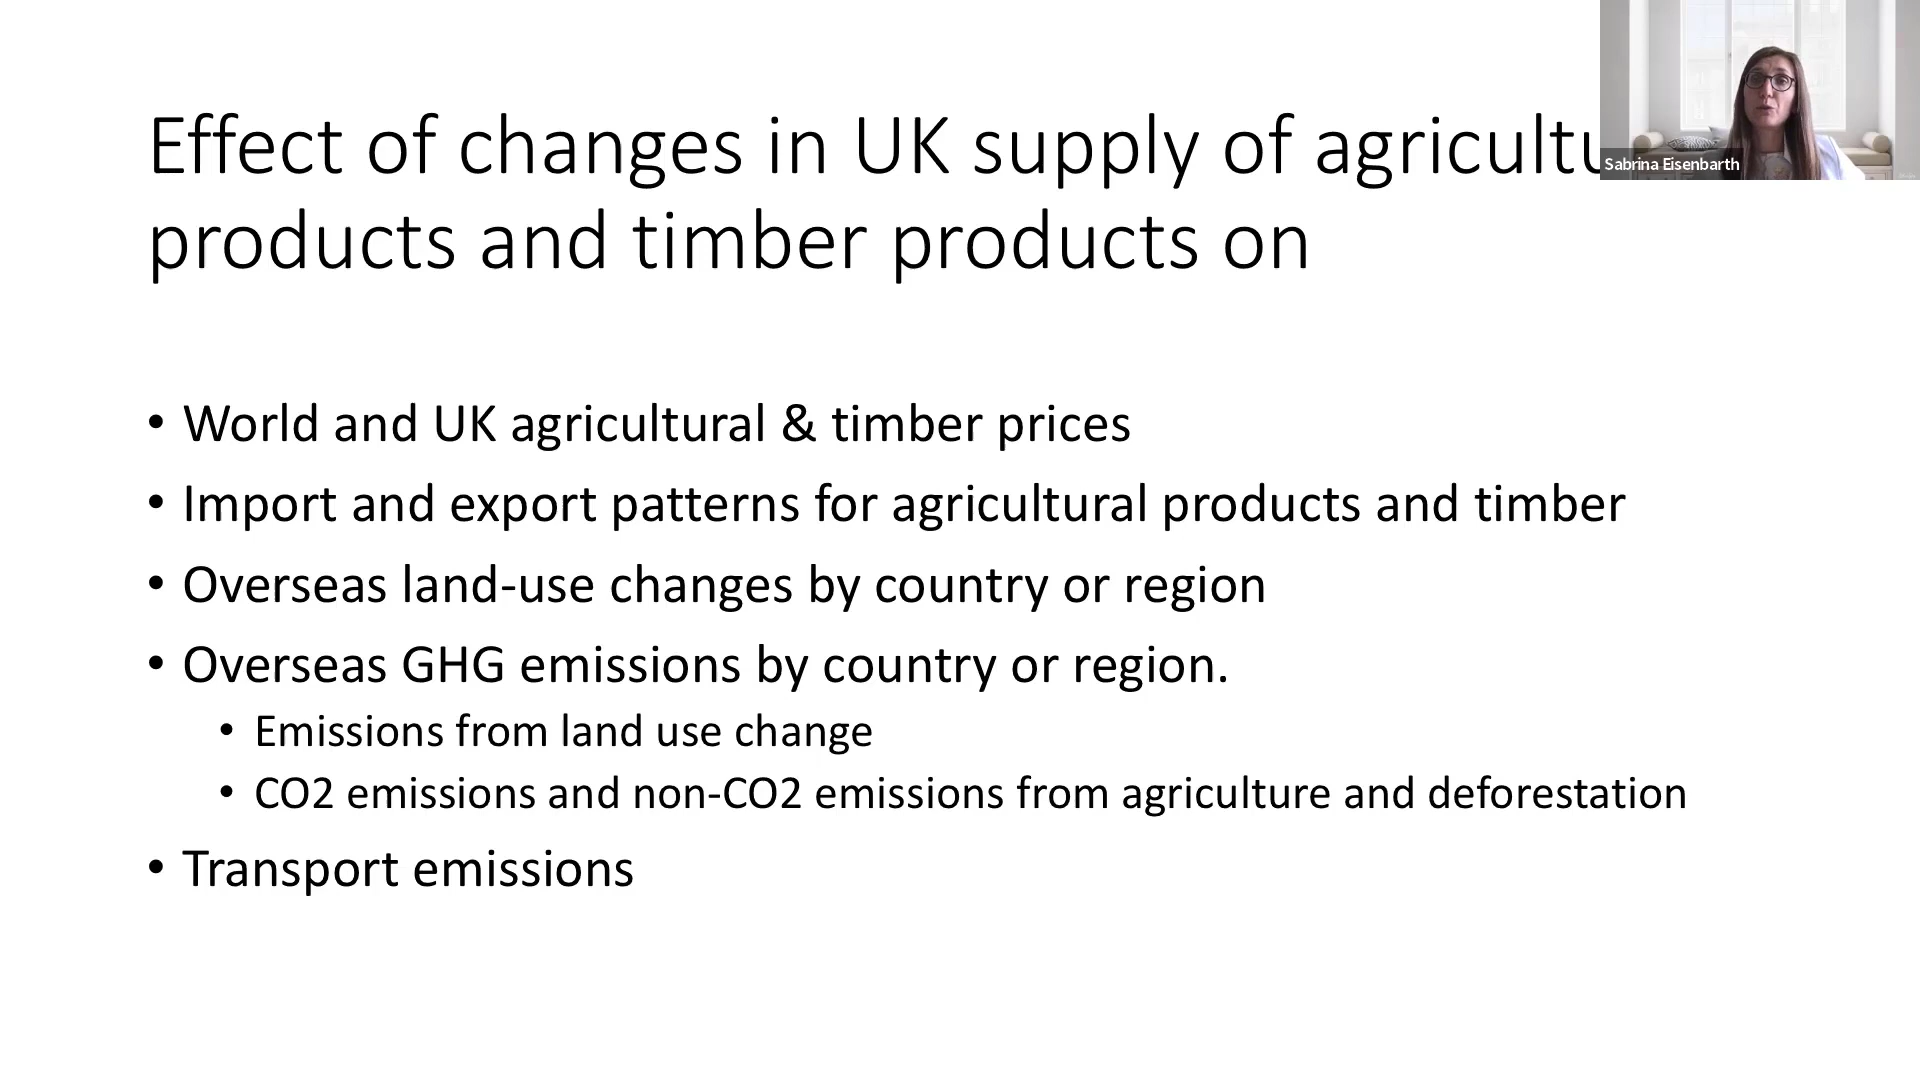 Effect of changes in UK supply of
products and timber products on
Sabrina Eisenbarth
• World and UK agricultural & timber prices
• Import and export patterns for agricultural products and timber
• Overseas land-use changes by country or region
• Overseas GHG emissions by country or region.
• Emissions from land use change
• CO2 emissions and non-CO2 emissions from agriculture and deforestation
• Transport emissions